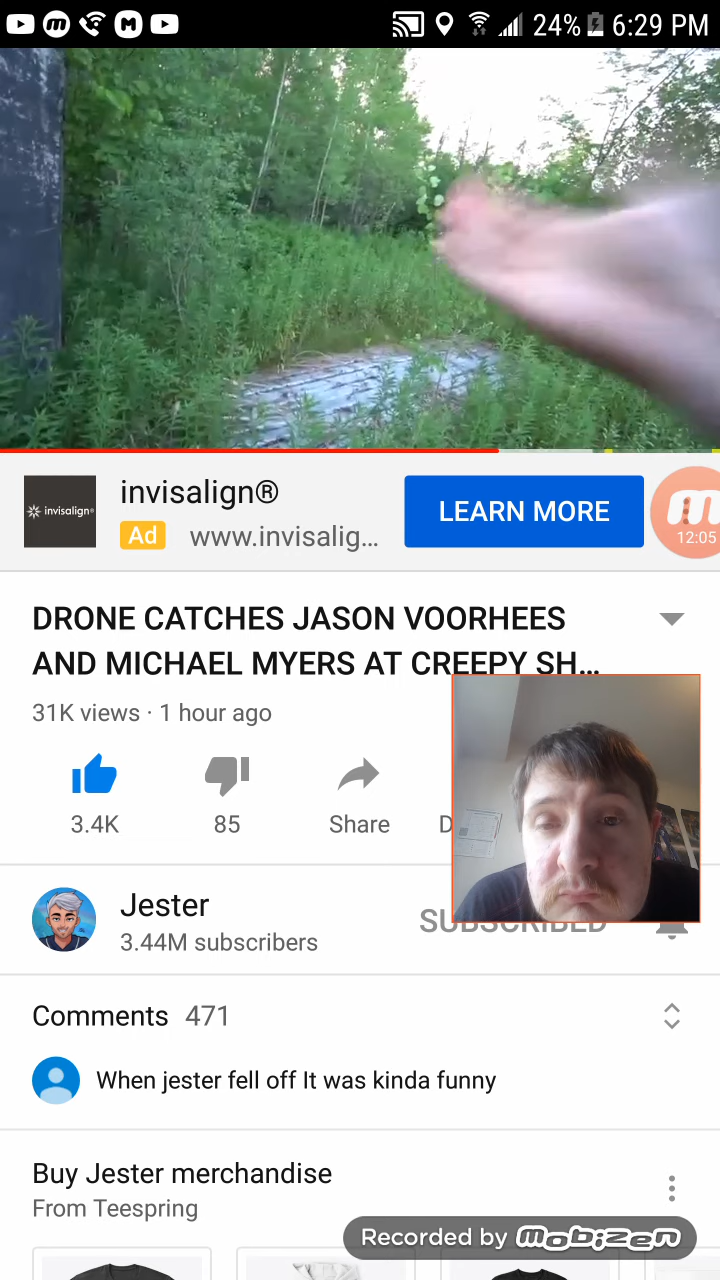 24% 6:29 PM
invisalign®
invisalign®
LEARN MORE
Ad www.invisalig...
12:05
DRONE CATCHES JASON VOORHEES
AND MICHAEL MYERS AT CREEPY SH...
31K views · 1 hour ago
3.4K 85 Share D
Jester
3.44M subscribers
SUBSCRIBED
Comments 471
When jester fell off It was kinda funny
Buy Jester merchandise
From Teespring
Recorded by mobizen